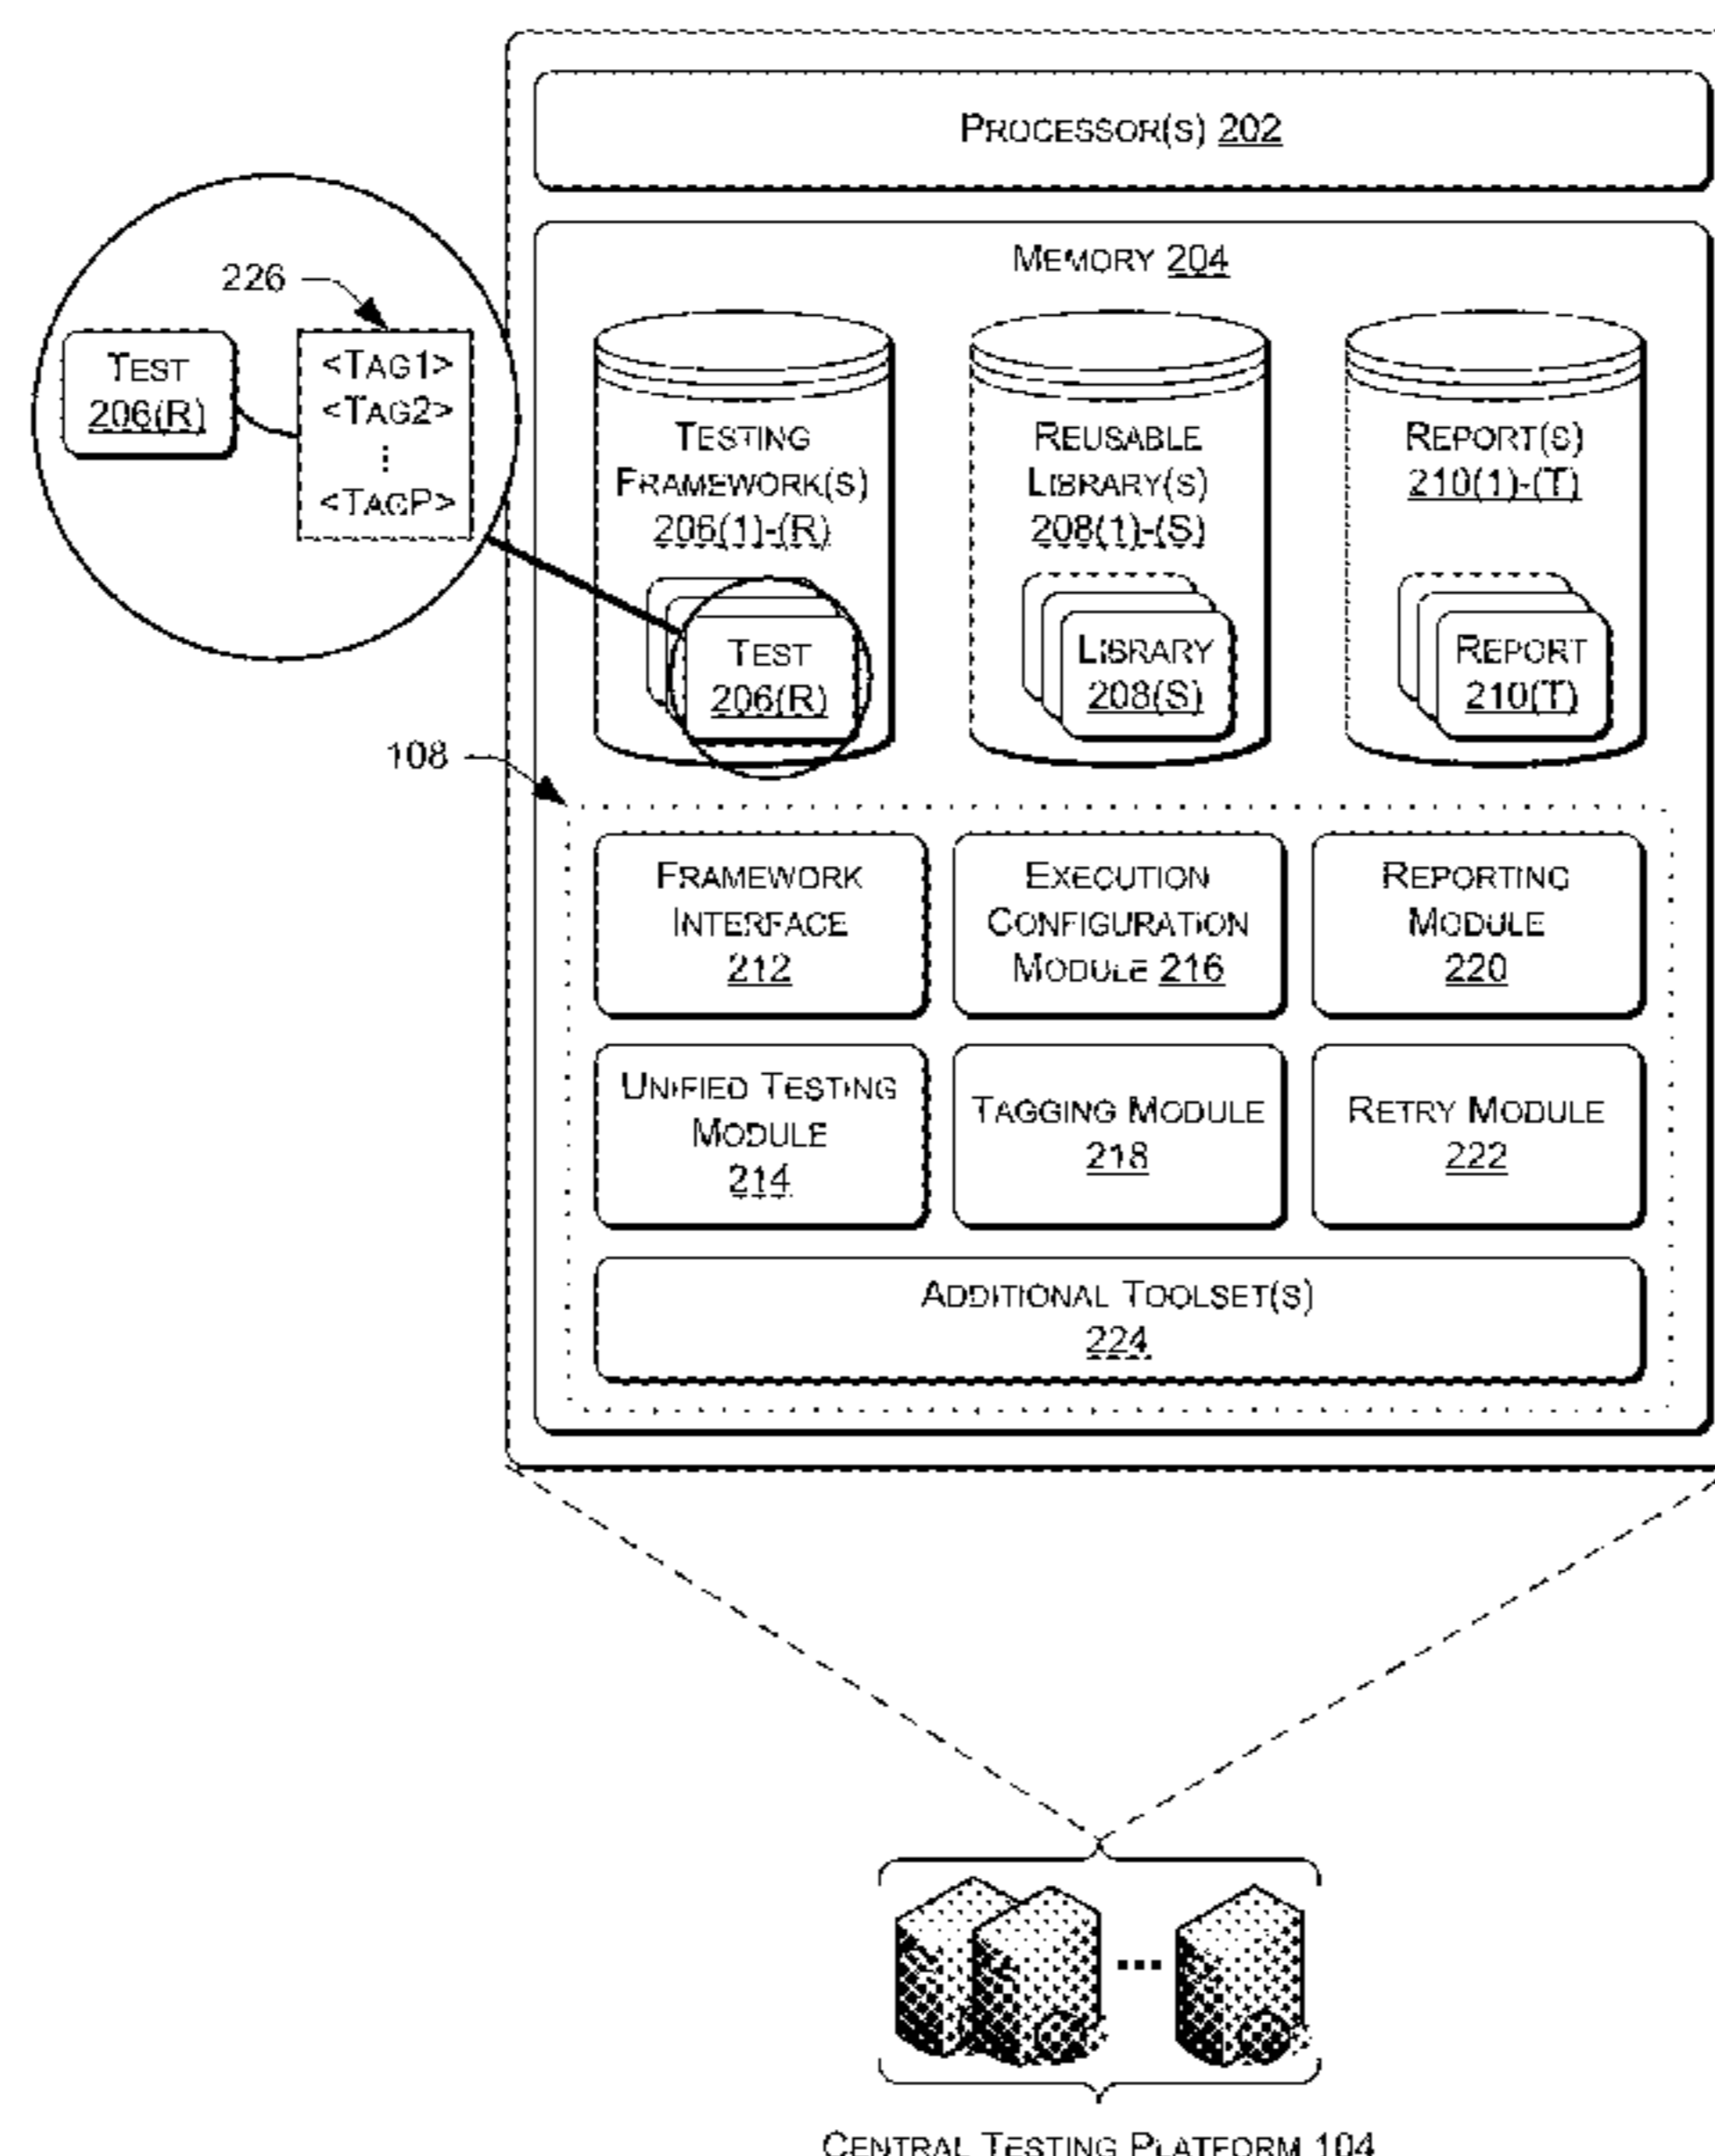 PROCESSOR(S) 202
MEMORY 204
226
TEST
206(R)
<TAG1>
<TAG2>
⋮
<TAGP>
TESTING
FRAMEWORK(S)
206(1)-(R)
TEST
206(R)
REUSABLE
LIBRARY(S)
208(1)-(S)
LIBRARY
208(S)
REPORT(S)
210(1)-(T)
REPORT
210(T)
108
FRAMEWORK
INTERFACE
212
EXECUTION
CONFIGURATION
MODULE 216
REPORTING
MODULE
220
UNIFIED TESTING
MODULE
214
TAGGING MODULE
218
RETRY MODULE
222
ADDITIONAL TOOLSET(S)
224
...
CENTRAL TESTING PLATFORM 104